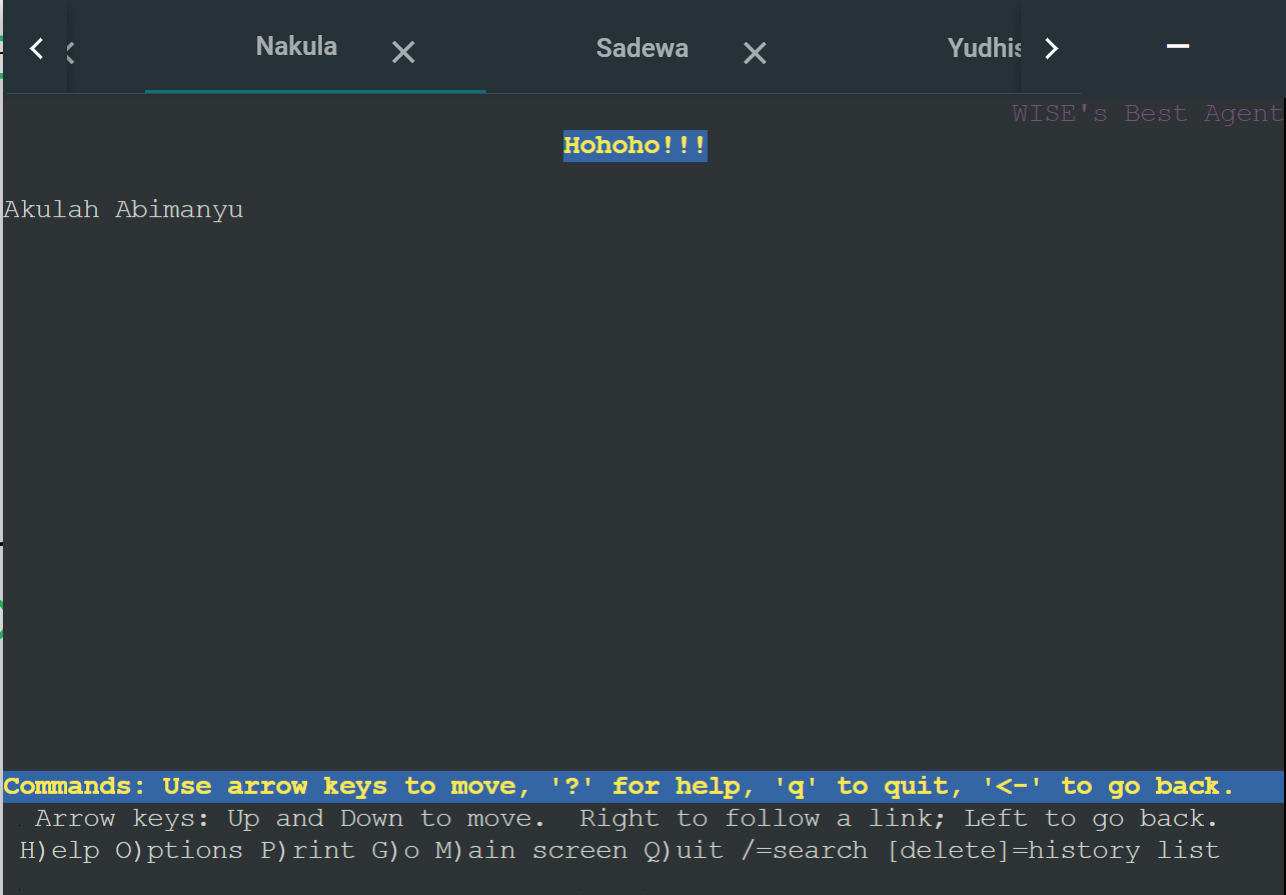 Nakula
Sadewa
Yudhis
WISE's Best Agent
Hohoho!!!
Akulah Abimanyu
Commands: Use arrow keys to move, '?' for help, 'q' to quit, '<-' to go back.
Arrow keys: Up and Down to move.  Right to follow a link; Left to go back.
H)elp O)ptions P)rint G)o M)ain screen Q)uit /=search [delete]=history list